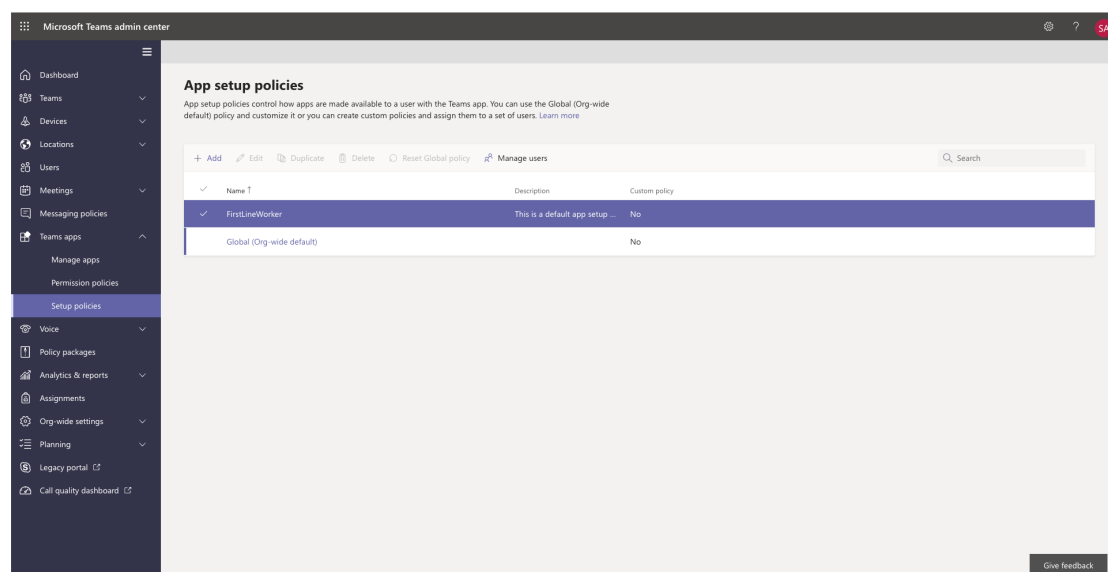 Microsoft Teams admin center
SA
Dashboard
Teams
Devices
Locations
Users
Meetings
Messaging policies
Teams apps
Manage apps
Permission policies
Setup policies
Voice
Policy packages
Analytics & reports
Assignments
Org-wide settings
Planning
Legacy portal
Call quality dashboard
App setup policies
App setup policies control how apps are made available to a user with the Teams app. You can use the Global (Org-wide
default) policy and customize it or you can create custom policies and assign them to a set of users. Learn more
+ Add Edit Duplicate Delete Reset Global policy Manage users Search
Name ↑ Description Custom policy
FirstLineWorker This is a default app setup ... No
Global (Org-wide default) No
Give feedback